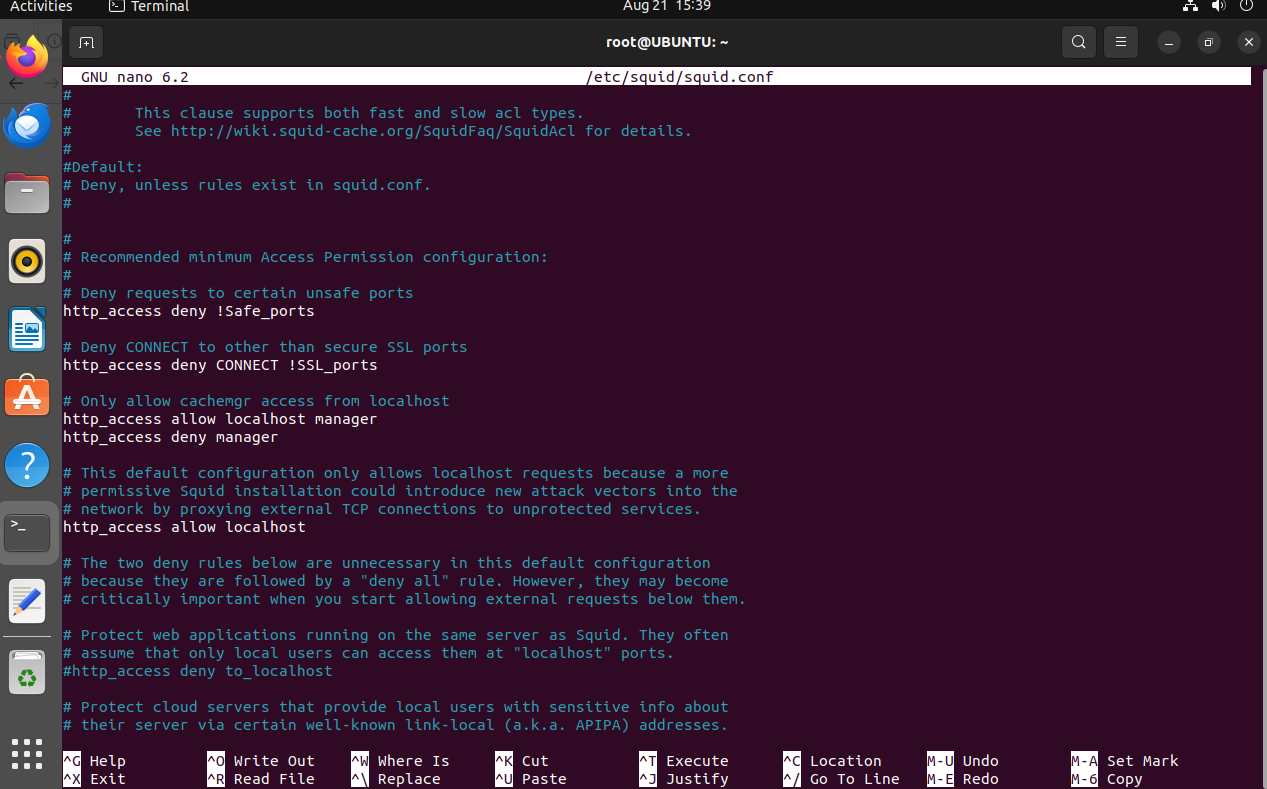 Activities
Terminal
Aug 21 15:39
root@UBUNTU: ~
GNU nano 6.2 /etc/squid/squid.conf
#
# This clause supports both fast and slow acl types.
# See http://wiki.squid-cache.org/SquidFaq/SquidAcl for details.
#
#Default:
# Deny, unless rules exist in squid.conf.
#
#
# Recommended minimum Access Permission configuration:
#
# Deny requests to certain unsafe ports
http_access deny !Safe_ports
# Deny CONNECT to other than secure SSL ports
http_access deny CONNECT !SSL_ports
# Only allow cachemgr access from localhost
http_access allow localhost manager
http_access deny manager
# This default configuration only allows localhost requests because a more
# permissive Squid installation could introduce new attack vectors into the
# network by proxying external TCP connections to unprotected services.
http_access allow localhost
# The two deny rules below are unnecessary in this default configuration
# because they are followed by a "deny all" rule. However, they may become
# critically important when you start allowing external requests below them.
# Protect web applications running on the same server as Squid. They often
# assume that only local users can access them at "localhost" ports.
#http_access deny to_localhost
# Protect cloud servers that provide local users with sensitive info about
# their server via certain well-known link-local (a.k.a. APIPA) addresses.
^G Help ^O Write Out ^W Where Is ^K Cut ^T Execute ^C Location M-U Undo M-A Set Mark
^X Exit ^R Read File ^\ Replace ^U Paste ^J Justify ^/ Go To Line M-E Redo M-6 Copy